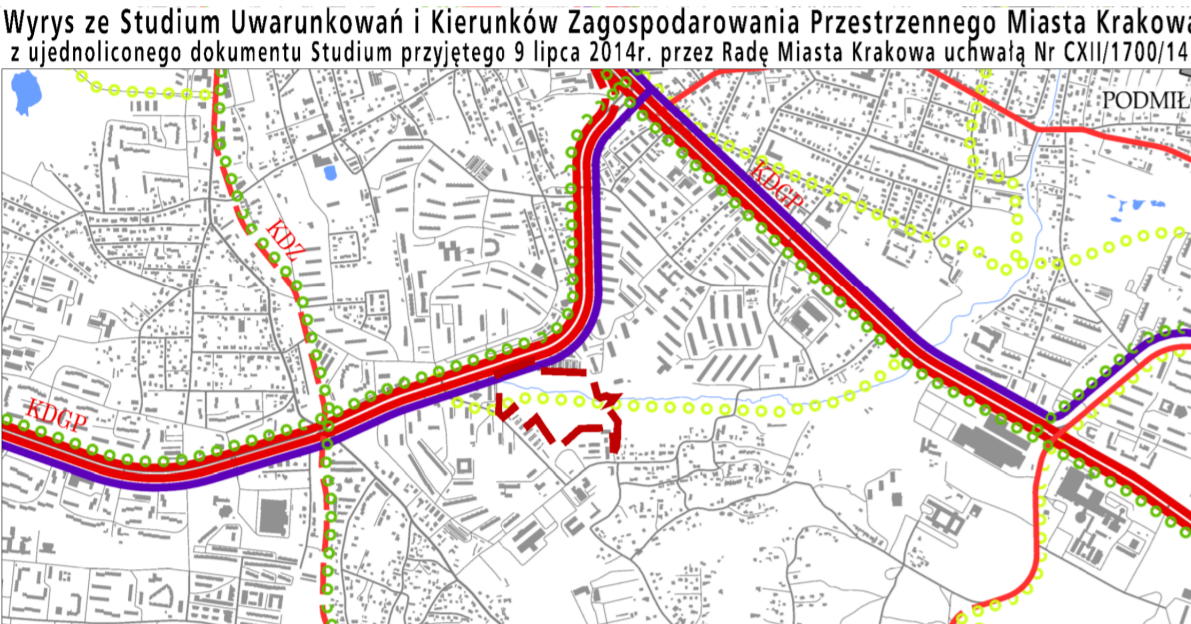 Wyrys ze Studium Uwarunkowań i Kierunków Zagospodarowania Przestrzennego Miasta Krakowa
z ujednoliconego dokumentu Studium przyjętego 9 lipca 2014r. przez Radę Miasta Krakowa uchwałą Nr CXII/1700/14
PODMIŁ
KDGP
KDZ
KDGP